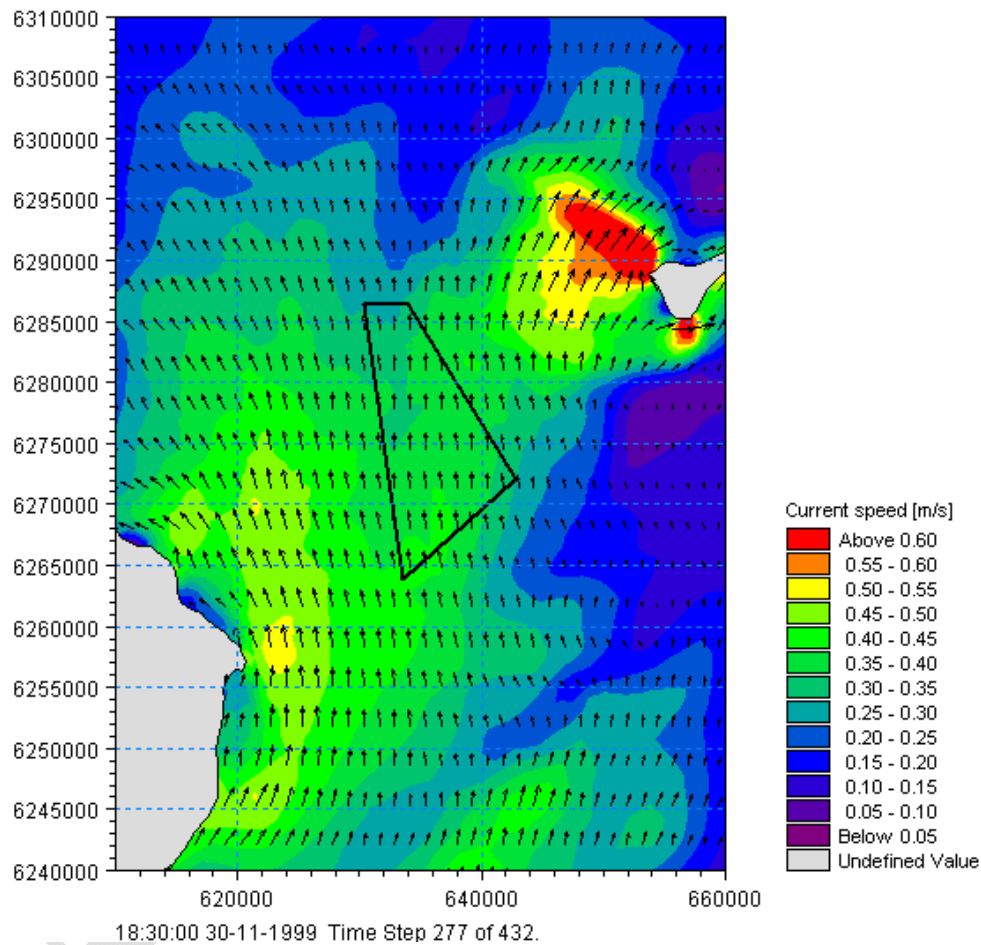 6310000
6305000
6300000
6295000
6290000
6285000
6280000
6275000
6270000
6265000
6260000
6255000
6250000
6245000
6240000
620000
640000
660000
Current speed [m/s]
Above 0.60
0.55 - 0.60
0.50 - 0.55
0.45 - 0.50
0.40 - 0.45
0.35 - 0.40
0.30 - 0.35
0.25 - 0.30
0.20 - 0.25
0.15 - 0.20
0.10 - 0.15
0.05 - 0.10
Below 0.05
Undefined Value
18:30:00 30-11-1999 Time Step 277 of 432.